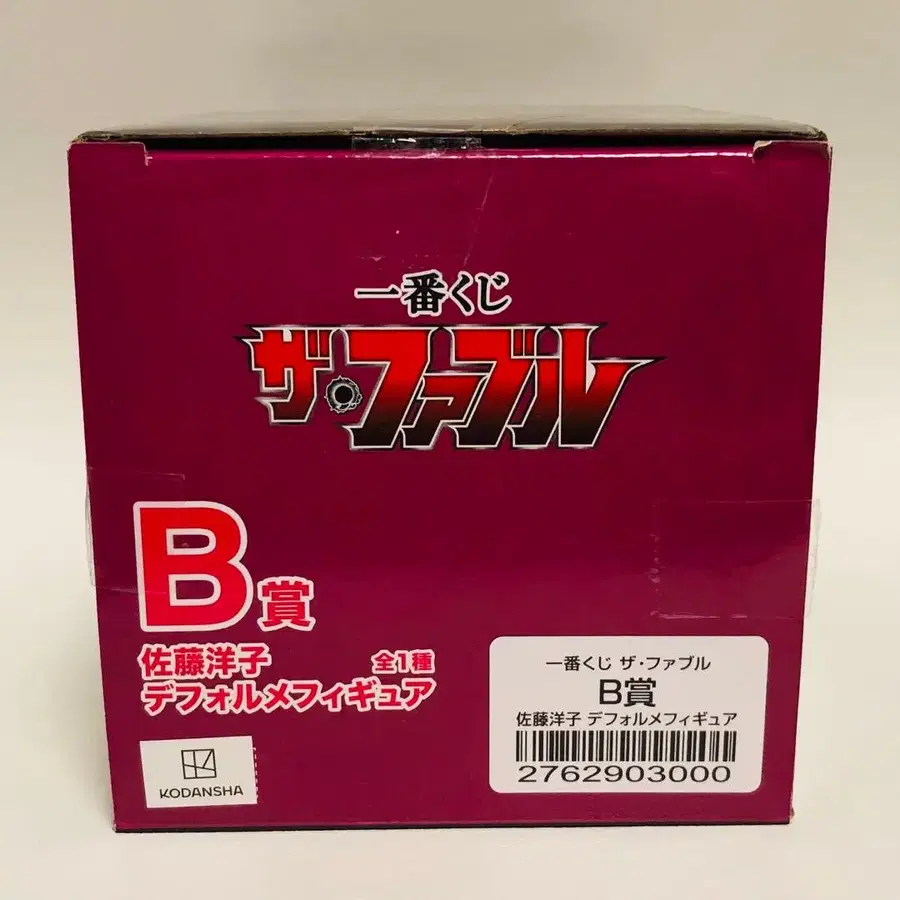 一番くじ
ザ・ファブル
B賞
佐藤洋子 全1種
デフォルメフィギュア
KODANSHA
一番くじ ザ・ファブル
B賞
佐藤洋子 デフォルメフィギュア
2762903000